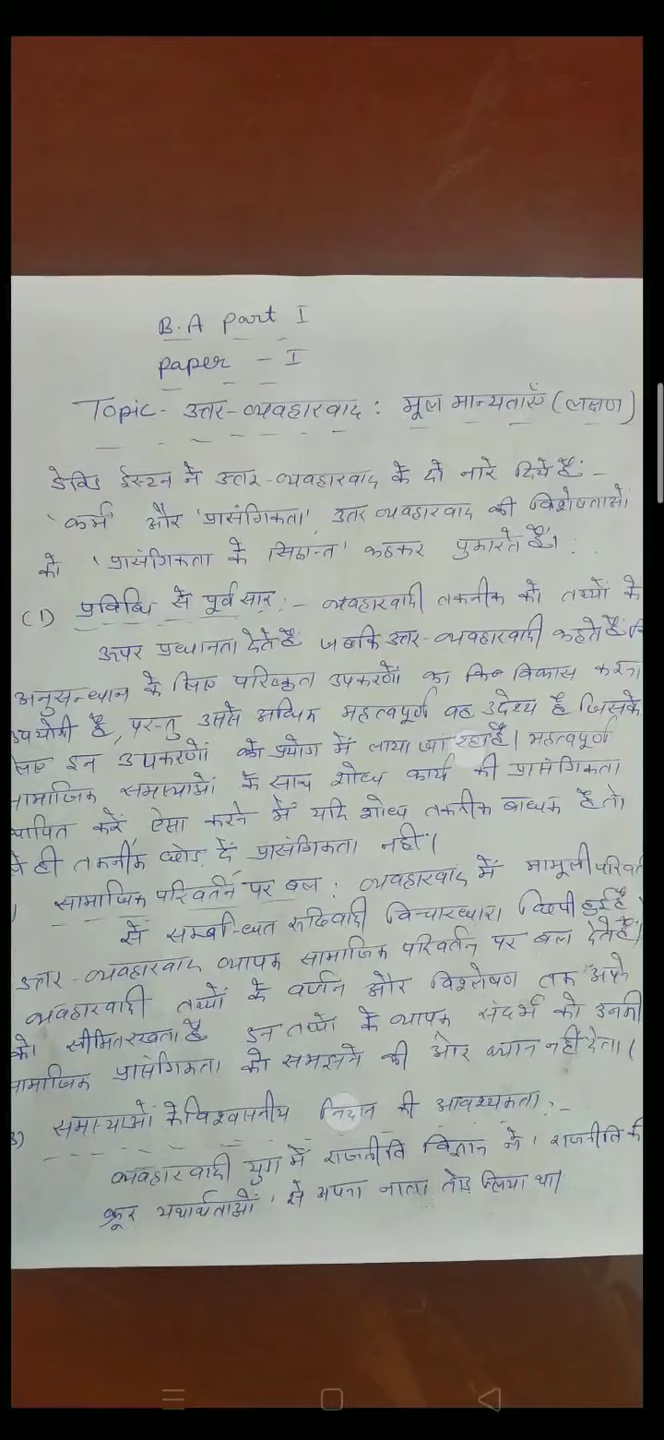 B.A Part I
Paper - I
Topic - उत्तर-व्यवहारवाद : मूल मान्यताएँ (लक्षण)
डेविड ईस्टन ने उत्तर-व्यवहारवाद के दो नारे दिये हैं :-
'कर्म' और 'प्रासंगिकता', उत्तर व्यवहारवाद की विशेषताओं
को 'प्रासंगिकता के सिद्धान्त' कहकर पुकारते हैं।
(1) प्रविधि से पूर्व सार :- व्यवहारवादी तकनीक को तथ्यों के
ऊपर प्रधानता देते हैं जबकि उत्तर-व्यवहारवादी कहते हैं
अनुसन्धान के लिए परिष्कृत उपकरणों का विकास करना
उपयोगी है, परन्तु उससे अधिक महत्वपूर्ण वह उद्देश्य है जिसके
लिए इन उपकरणों को प्रयोग में लाया जा रहा है। महत्वपूर्ण
ामाजिक समस्याओं के साथ शोध कार्य की प्रासंगिकता
थापित करें, ऐसा करने में यदि शोध तकनीक बाधक है तो
वे ही तकनीक छोड़ दें प्रासंगिकता नहीं।
) सामाजिक परिवर्तन पर बल : व्यवहारवाद में मामूली परिवर्त
से सम्बन्धित रूढिवादी विचारधारा छिपी हुई है
उत्तर-व्यवहारवाद व्यापक सामाजिक परिवर्तन पर बल देते हैं।
व्यवहारवादी तथ्यों के वर्णन और विश्लेषण तक अपने
को सीमित रखता है इन तथ्यों के व्यापक संदर्भ को उनकी
ामाजिक प्रासंगिकता को समझने की ओर ध्यान नहीं देता।
3) समस्याओं के विश्वसनीय निदान की आवश्यकता :-
व्यवहारवादी युग में राजनीति विज्ञान ने 'राजनीति की
क्रूर यथार्थताओं' से अपना नाता तोड़ लिया था।